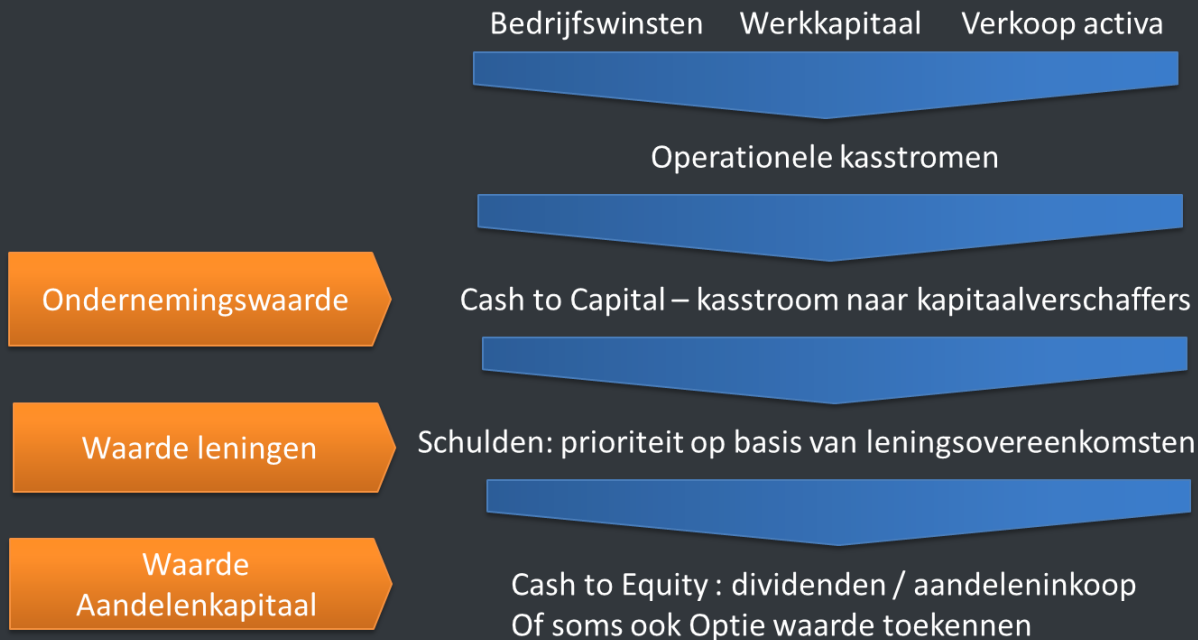 Bedrijfswinsten Werkkapitaal Verkoop activa
Operationele kasstromen
Ondernemingswaarde
Cash to Capital – kasstroom naar kapitaalverschaffers
Waarde leningen
Schulden: prioriteit op basis van leningsovereenkomsten
Waarde
Aandelenkapitaal
Cash to Equity : dividenden / aandeleninkoop
Of soms ook Optie waarde toekennen